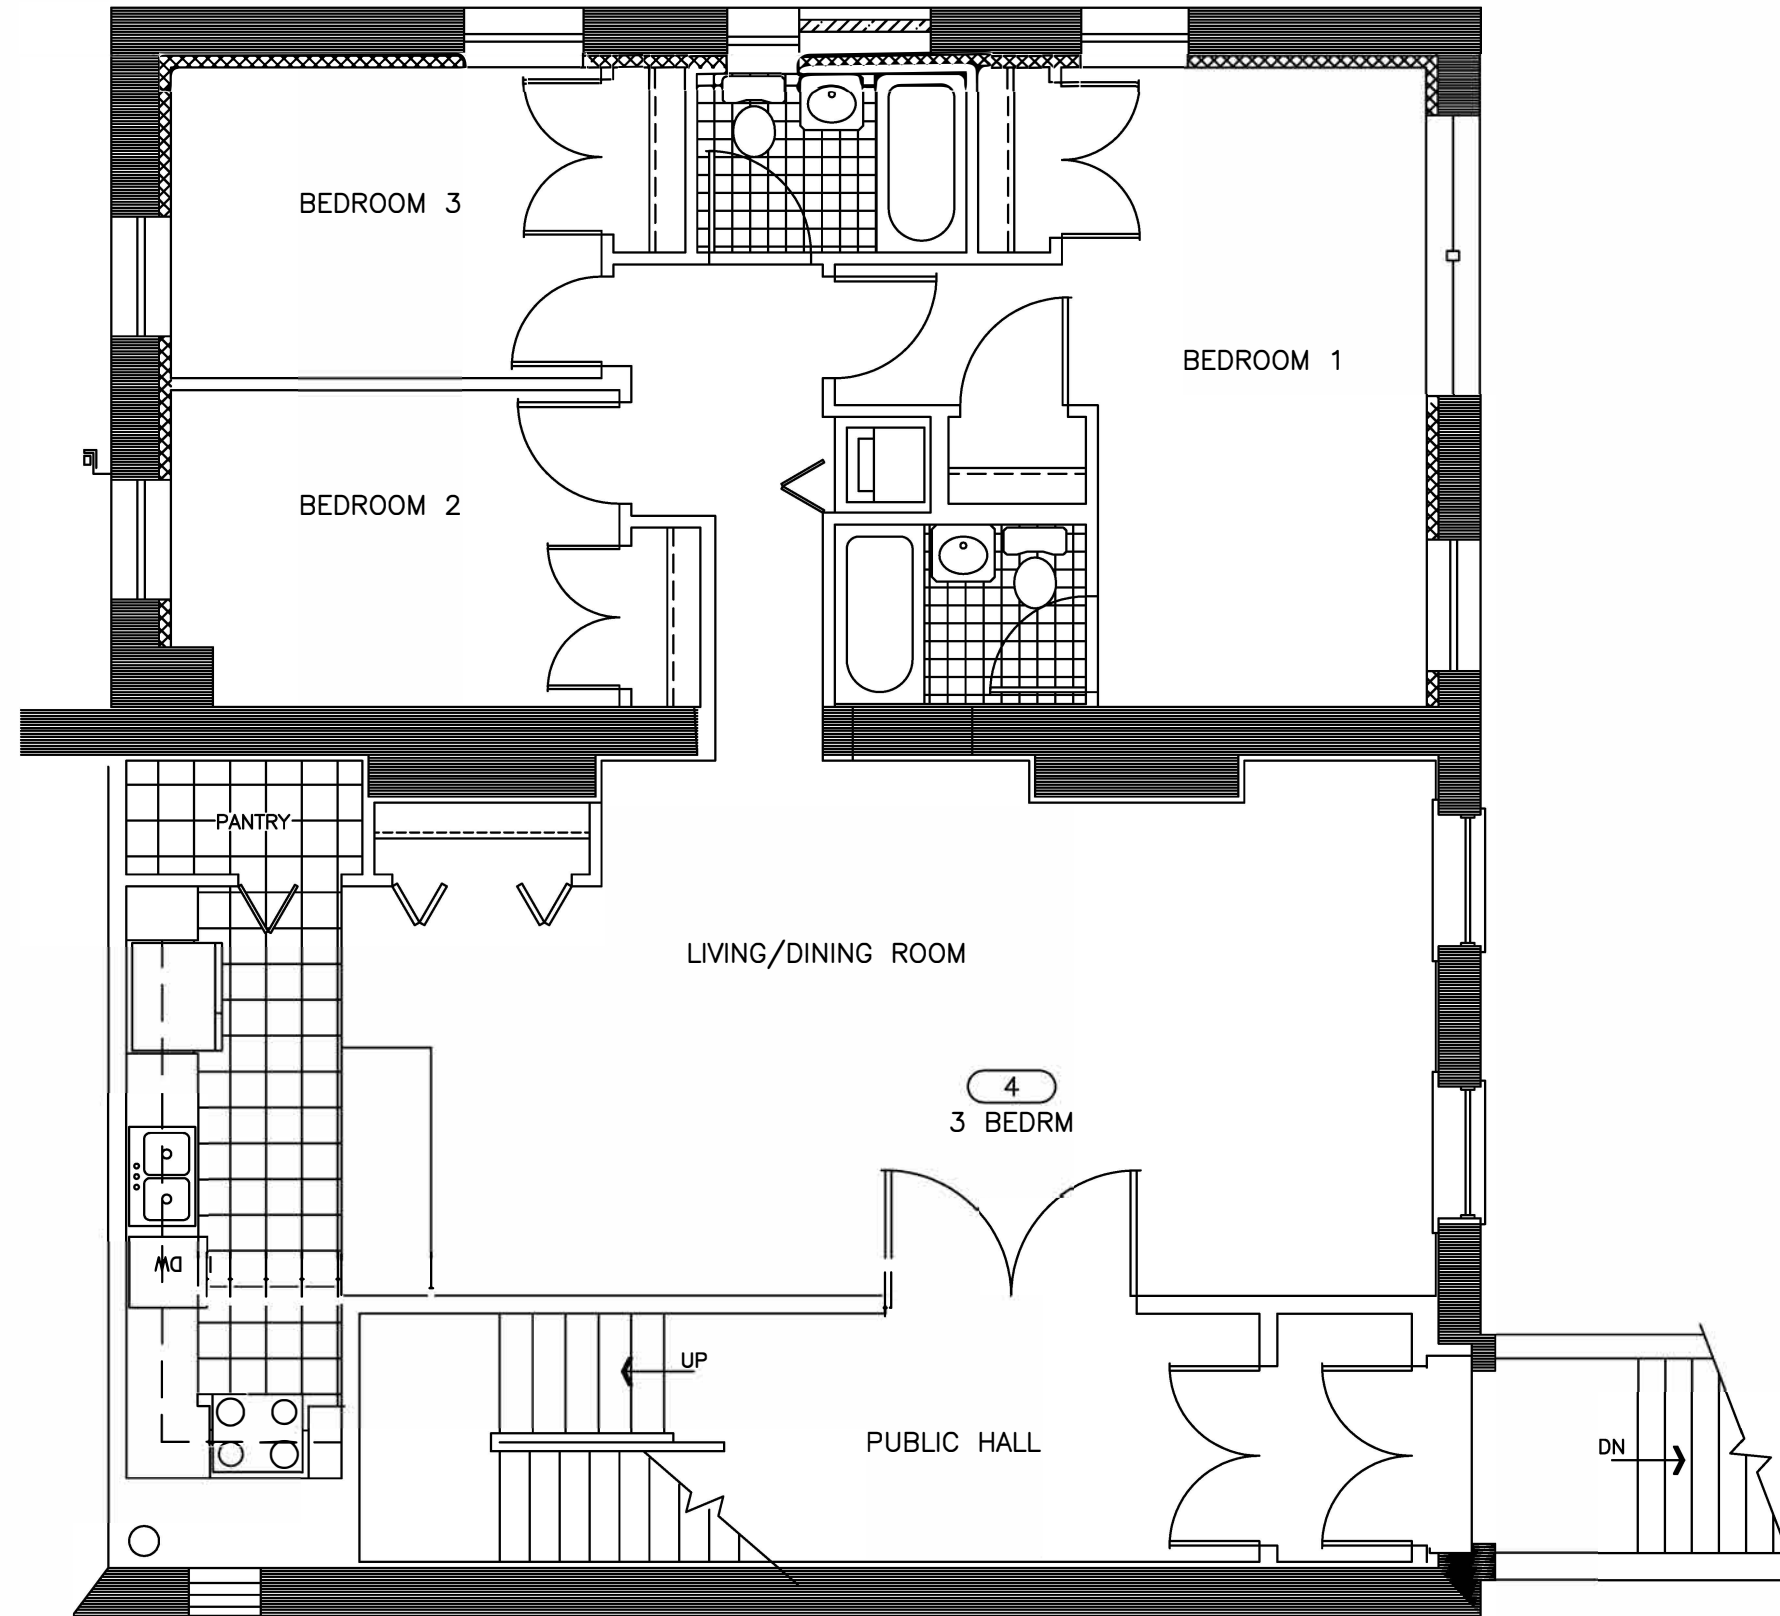 BEDROOM 3
BEDROOM 1
BEDROOM 2
PANTRY
LIVING/DINING ROOM
4
3 BEDRM
DW
UP
PUBLIC HALL
DN